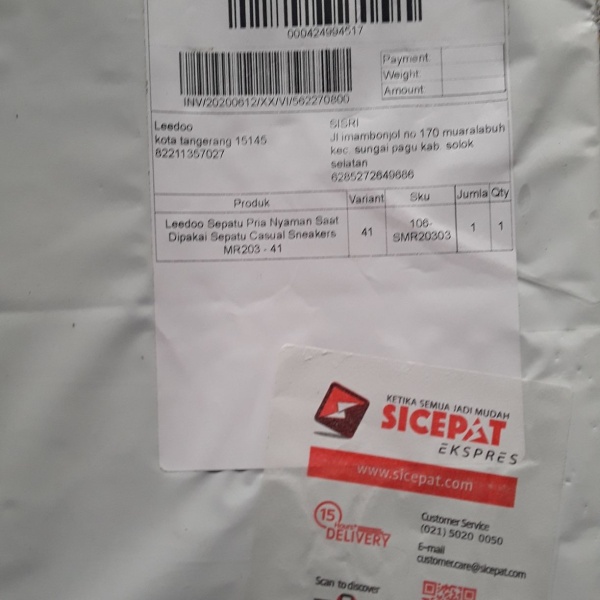 000424994517
INV/20200612/XX/VI/562270800
Payment
Weight
Amount
Leedoo
kota tangerang 15145
82211357027
SISRI
Jl imambonjol no 170 muaralabuh
kec. sungai pagu kab. solok
selatan
6285272649686
Produk Variant Sku Jumla Qty
Leedoo Sepatu Pria Nyaman Saat
Dipakai Sepatu Casual Sneakers
MR203 - 41
41
106-
SMR20303
1 1
KETIKA SEMUA JADI MUDAH
SICEPAT
EKSPRES
www.sicepat.com
15
DELIVERY
Customer Service
(021) 5020 0050
E-mail
customer.care@sicepat.com
Scan to discover